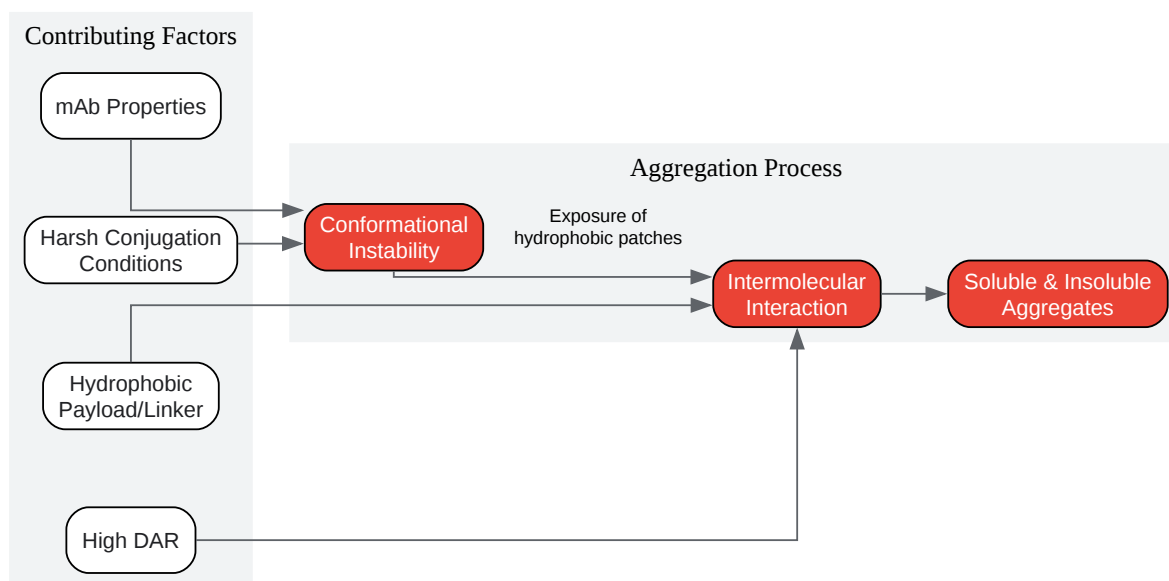 Contributing Factors
mAb Properties
Harsh Conjugation
Conditions
Hydrophobic
Payload/Linker
High DAR
Aggregation Process
Conformational
Instability
Exposure of
hydrophobic patches
Intermolecular
Interaction
Soluble & Insoluble
Aggregates